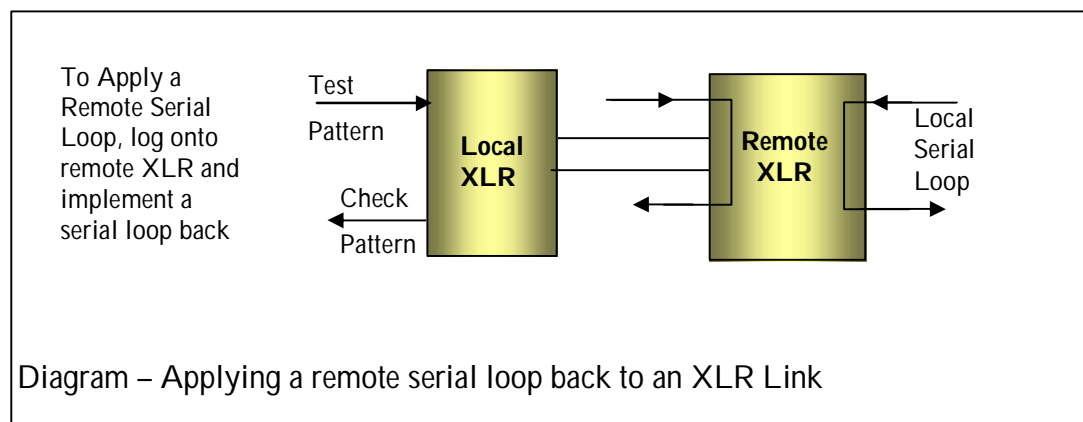 To Apply a
Remote Serial
Loop, log onto
remote XLR and
implement a
serial loop back
Test
Pattern
Check
Pattern
Local
XLR
Remote
XLR
Local
Serial
Loop
Diagram – Applying a remote serial loop back to an XLR Link